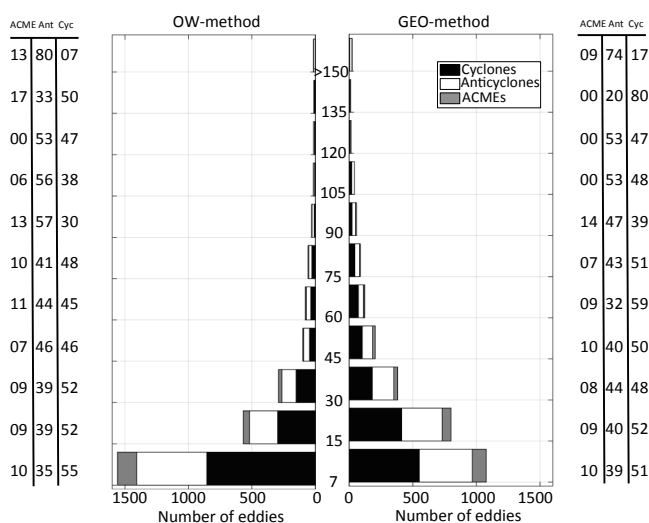 ACME Ant Cyc OW-method GEO-method ACME Ant Cyc
13 80 07 09 74 17
>150
Cyclones
Anticyclones
ACMEs
17 33 50 00 20 80
135
00 53 47 00 53 47
120
06 56 38 00 53 48
105
13 57 30 14 47 39
90
10 41 48 07 43 51
75
11 44 45 09 32 59
60
07 46 46 10 40 50
45
09 39 52 08 44 48
30
09 39 52 09 40 52
15
10 35 55 10 39 51
7
1500 1000 500 0 0 500 1000 1500
Number of eddies Number of eddies